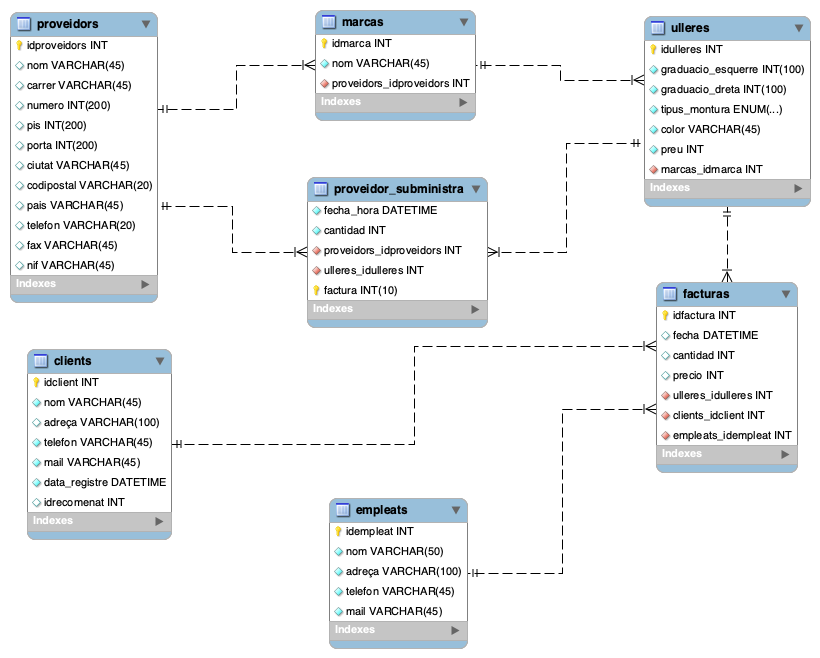 proveidors
idproveidors INT
nom VARCHAR(45)
carrer VARCHAR(45)
numero INT(200)
pis INT(200)
porta INT(200)
ciutat VARCHAR(45)
codipostal VARCHAR(20)
pais VARCHAR(45)
telefon VARCHAR(20)
fax VARCHAR(45)
nif VARCHAR(45)
Indexes
marcas
idmarca INT
nom VARCHAR(45)
proveidors_idproveidors INT
Indexes
ulleres
idulleres INT
graduacio_esquerre INT(100)
graduacio_dreta INT(100)
tipus_montura ENUM(...)
color VARCHAR(45)
preu INT
marcas_idmarca INT
Indexes
proveidor_subministra
fecha_hora DATETIME
cantidad INT
proveidors_idproveidors INT
ulleres_idulleres INT
factura INT(10)
Indexes
facturas
idfactura INT
fecha DATETIME
cantidad INT
precio INT
ulleres_idulleres INT
clients_idclient INT
empleats_idempleat INT
Indexes
clients
idclient INT
nom VARCHAR(45)
adreça VARCHAR(100)
telefon VARCHAR(45)
mail VARCHAR(45)
data_registre DATETIME
idrecomenat INT
Indexes
empleats
idempleat INT
nom VARCHAR(50)
adreça VARCHAR(100)
telefon VARCHAR(45)
mail VARCHAR(45)
Indexes